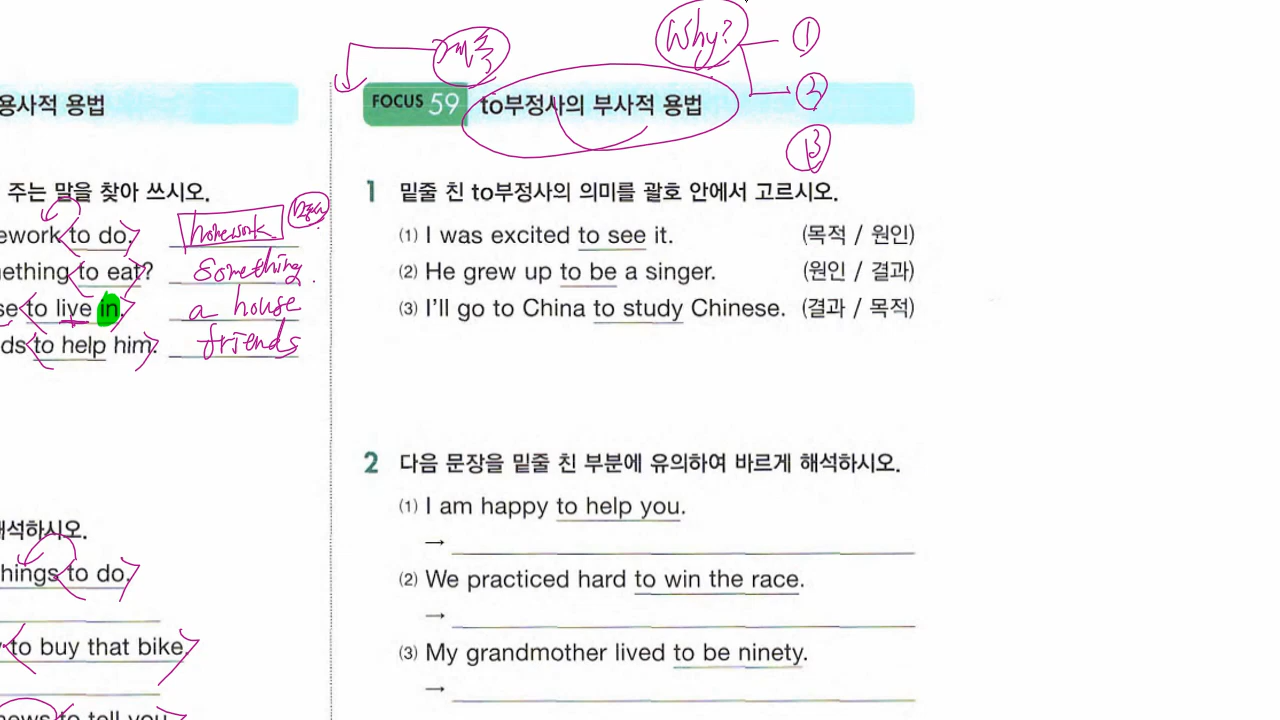 용사적 용법
주는 말을 찾아 쓰시오.
ework to do. homework
nething to eat? something
se to live in. a house
ds to help him. friends
해석하시오.
hings to do.
to buy that bike.
news to tell you.
Why? ① ② ③
FOCUS 59 to부정사의 부사적 용법
1 밑줄 친 to부정사의 의미를 괄호 안에서 고르시오.
(1) I was excited to see it. (목적 / 원인)
(2) He grew up to be a singer. (원인 / 결과)
(3) I'll go to China to study Chinese. (결과 / 목적)
2 다음 문장을 밑줄 친 부분에 유의하여 바르게 해석하시오.
(1) I am happy to help you.
→
(2) We practiced hard to win the race.
→
(3) My grandmother lived to be ninety.
→